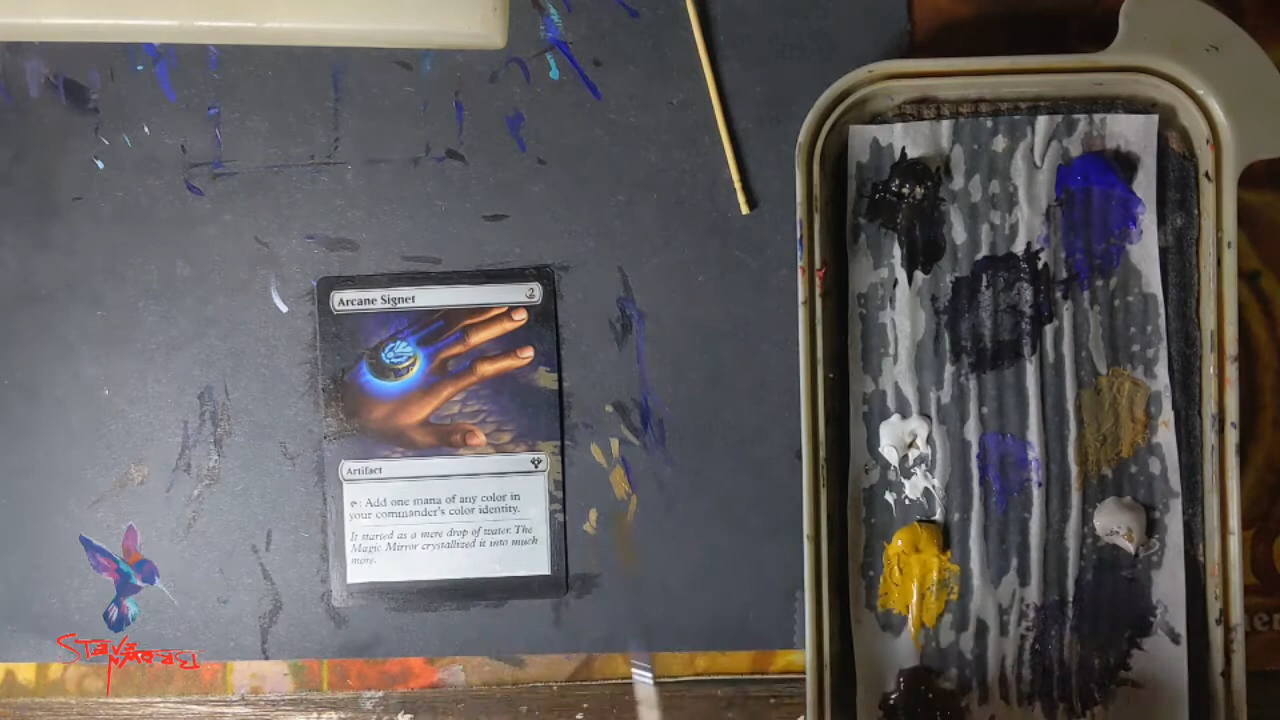 Arcane Signet 2
Artifact
: Add one mana of any color in
your commander's color identity.
It started as a mere drop of water. The
Magic Mirror crystallized it into much
more.